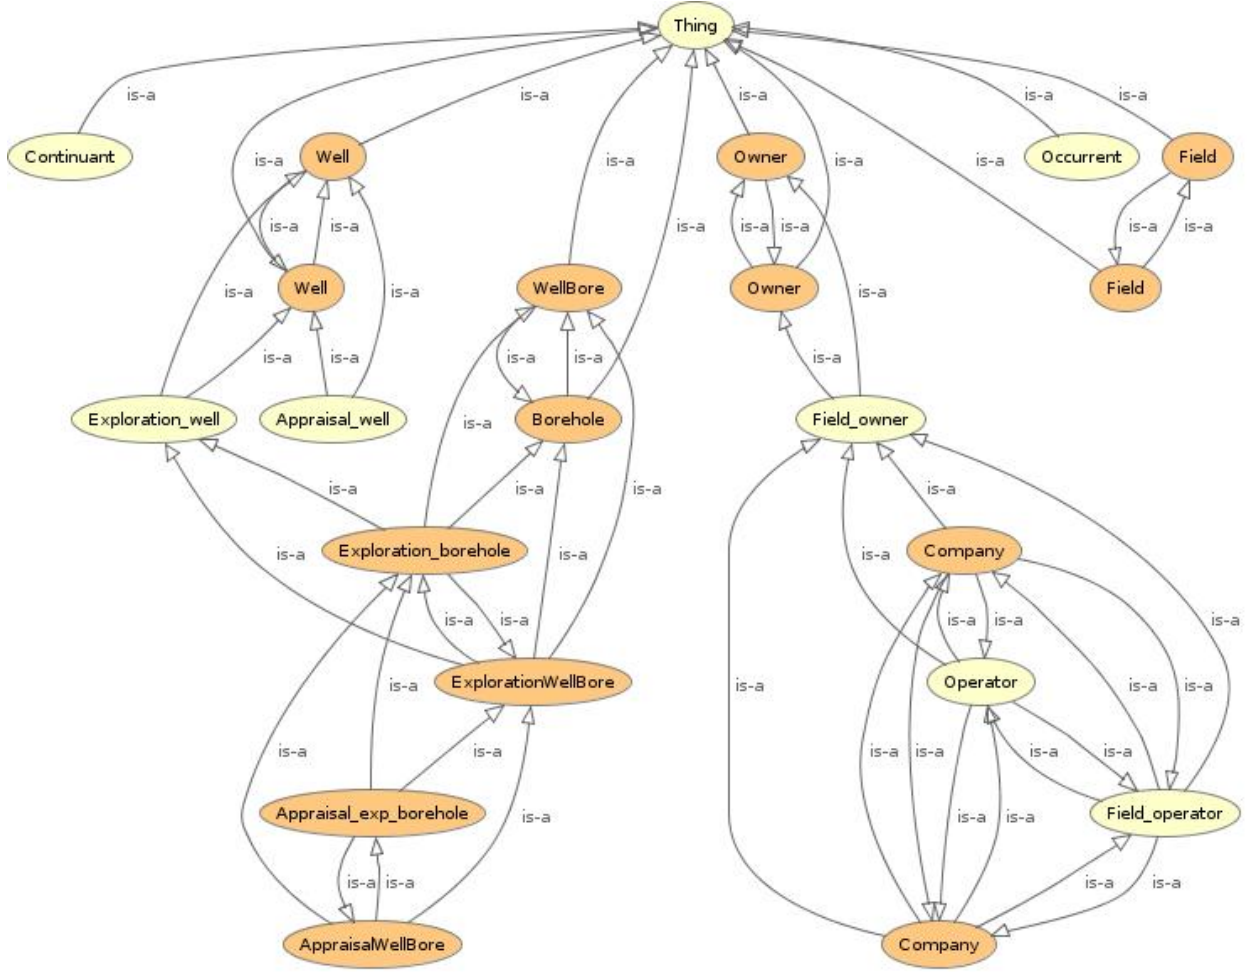 Thing
is-a is-a is-a is-a is-a
is-a is-a is-a is-a is-a
Continuant Well Owner Occurrent Field
is-a is-a is-a is-a is-a is-a is-a
Well WellBore Owner Field
is-a is-a
is-a is-a is-a is-a is-a
Exploration_well Appraisal_well Borehole Field_owner
is-a
is-a is-a is-a is-a
Exploration_borehole Company
is-a is-a is-a
is-a is-a is-a is-a is-a
ExplorationWellBore Operator
is-a is-a is-a is-a
is-a is-a is-a is-a is-a is-a
Appraisal_exp_borehole Field_operator
is-a is-a is-a
is-a is-a is-a is-a
AppraisalWellBore Company